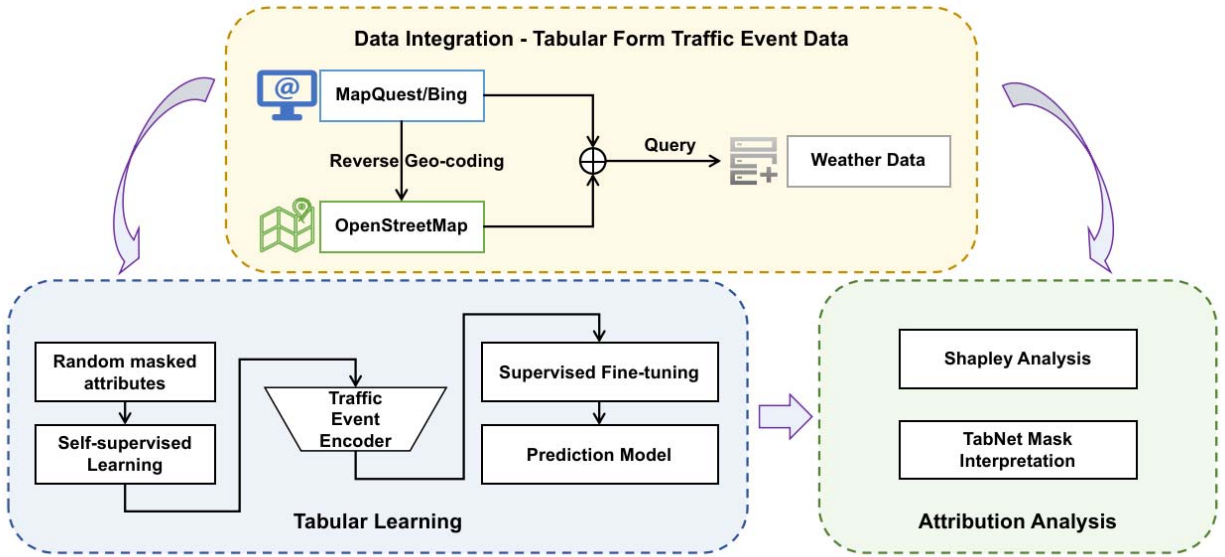 Data Integration - Tabular Form Traffic Event Data
@
MapQuest/Bing
Reverse Geo-coding
Query
Weather Data
OpenStreetMap
Random masked
attributes
Self-supervised
Learning
Traffic
Event
Encoder
Supervised Fine-tuning
Prediction Model
Tabular Learning
Shapley Analysis
TabNet Mask
Interpretation
Attribution Analysis